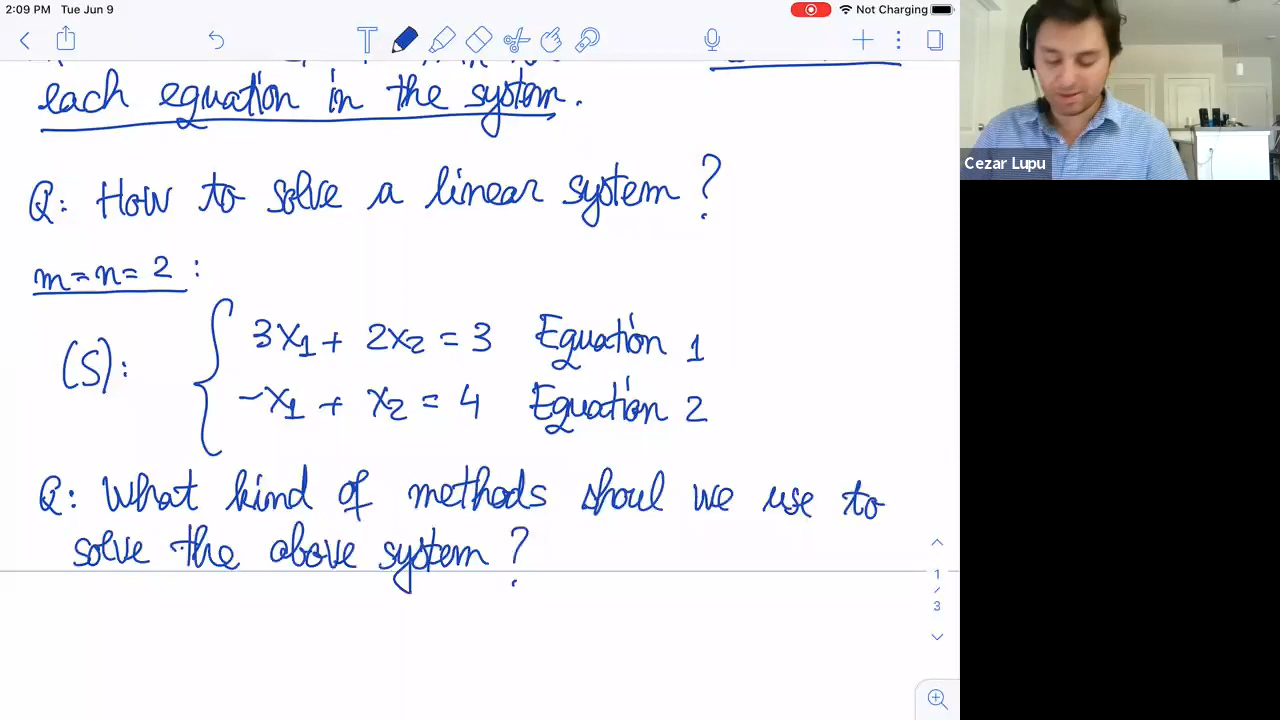 2:09 PM Tue Jun 9
Not Charging
each equation in the system.
Q: How to solve a linear system?
m=n=2 :
(S): 3x₁ + 2x₂ = 3 Equation 1
-x₁ + x₂ = 4 Equation 2
Q: What kind of methods shoul we use to
solve the above system?
Cezar Lupu
1
/
3